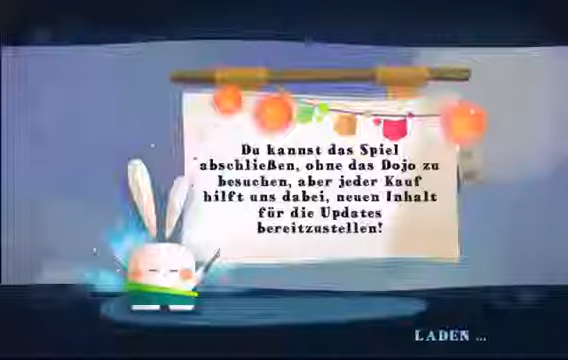 Du kannst das Spiel
abschließen, ohne das Dojo zu
besuchen, aber jeder Kauf
hilft uns dabei, neuen Inhalt
für die Updates
bereitzustellen!
LADEN ...